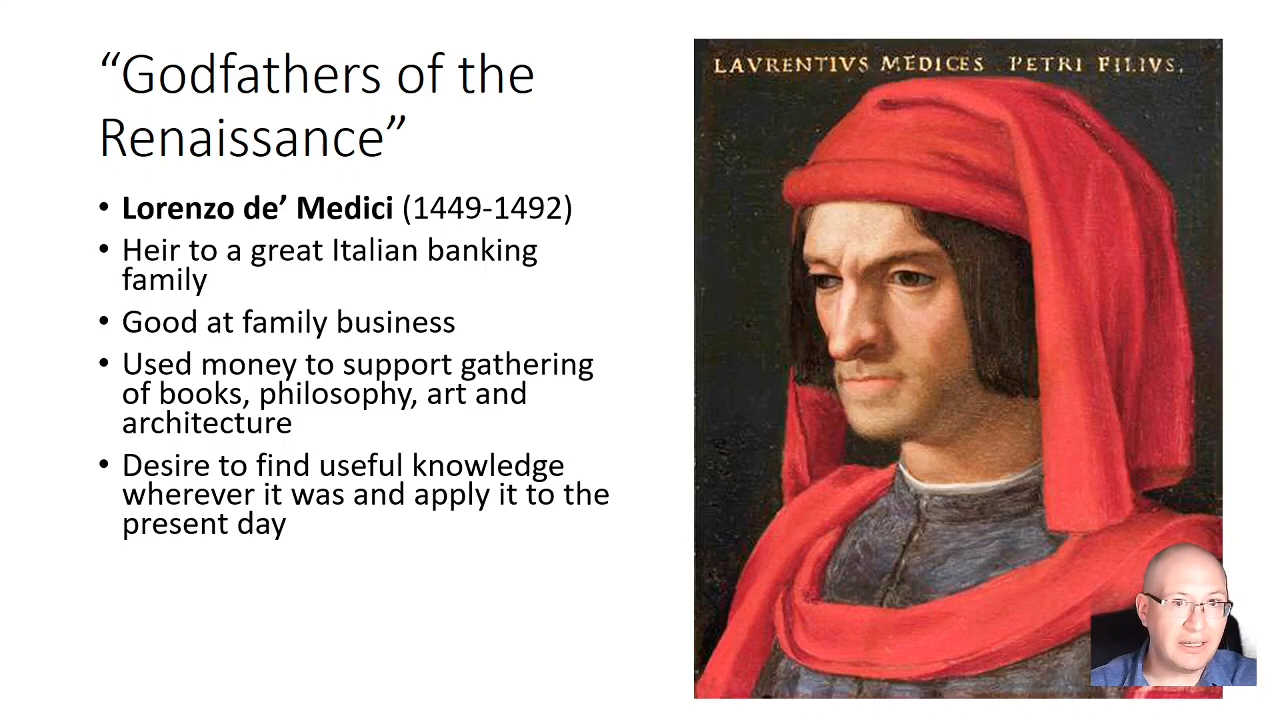 “Godfathers of the
Renaissance”
• Lorenzo de’ Medici (1449-1492)
• Heir to a great Italian banking
family
• Good at family business
• Used money to support gathering
of books, philosophy, art and
architecture
• Desire to find useful knowledge
wherever it was and apply it to the
present day
LAVRENTIVS MEDICES PETRI FILIVS.